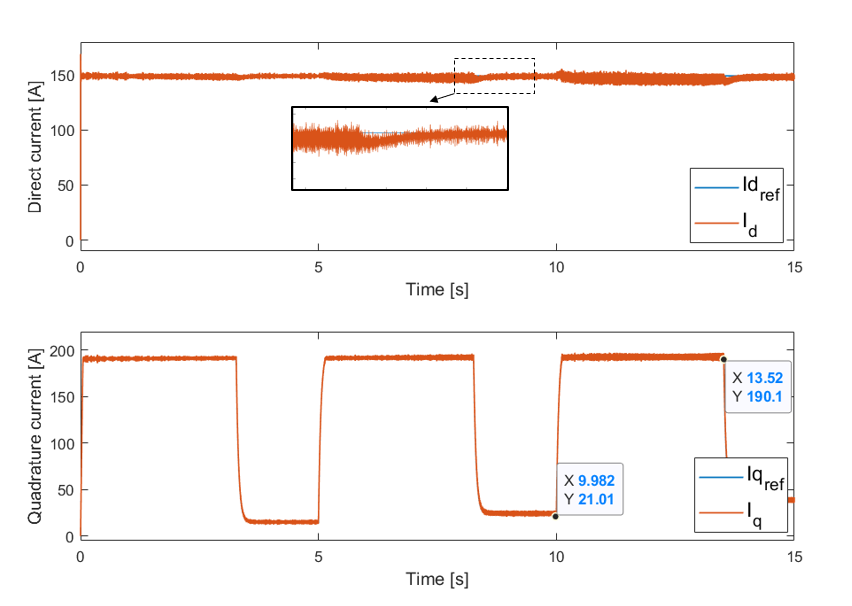 Direct current [A]
150
100
50
0
0 5 10 15
Time [s]
Id ref
I d
Quadrature current [A]
200
150
100
50
0
0 5 10 15
Time [s]
X 13.52
Y 190.1
X 9.982
Y 21.01
Iq ref
I q